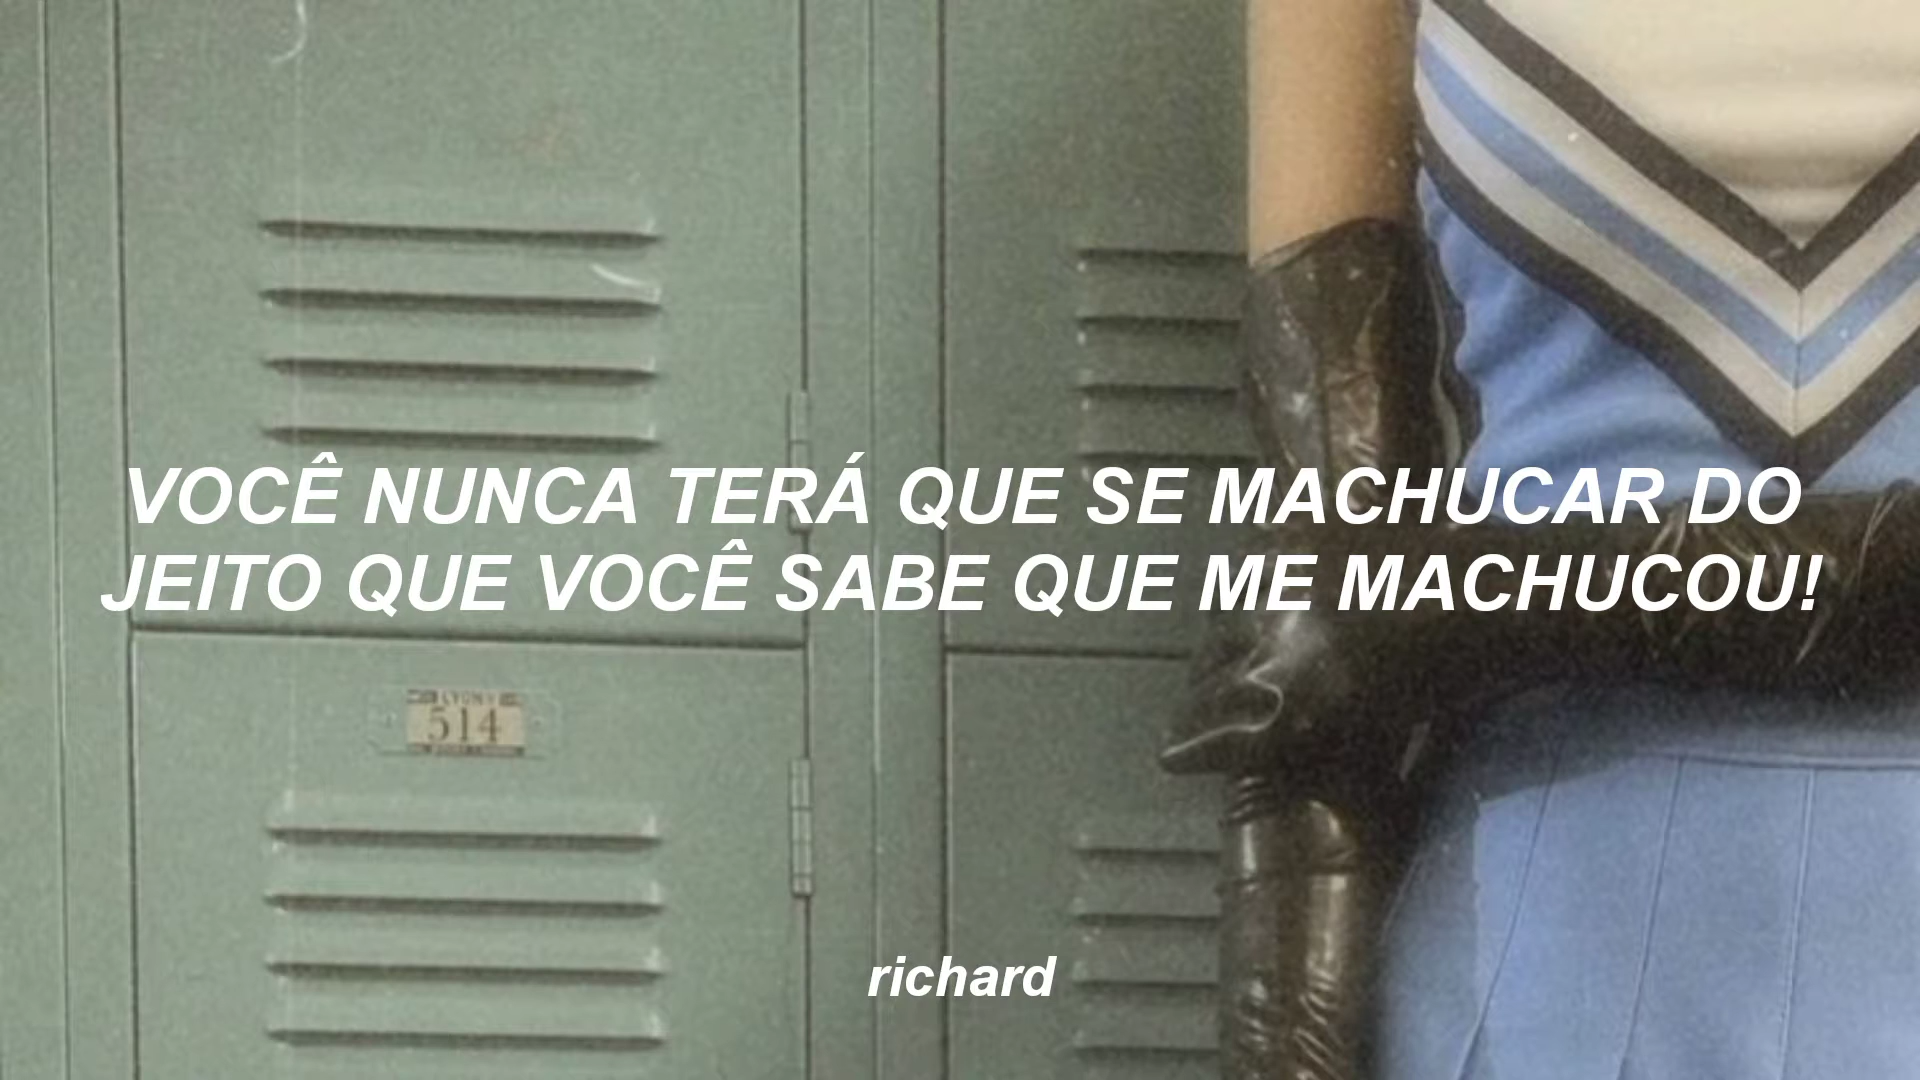 VOCÊ NUNCA TERÁ QUE SE MACHUCAR DO
JEITO QUE VOCÊ SABE QUE ME MACHUCOU!
514
richard